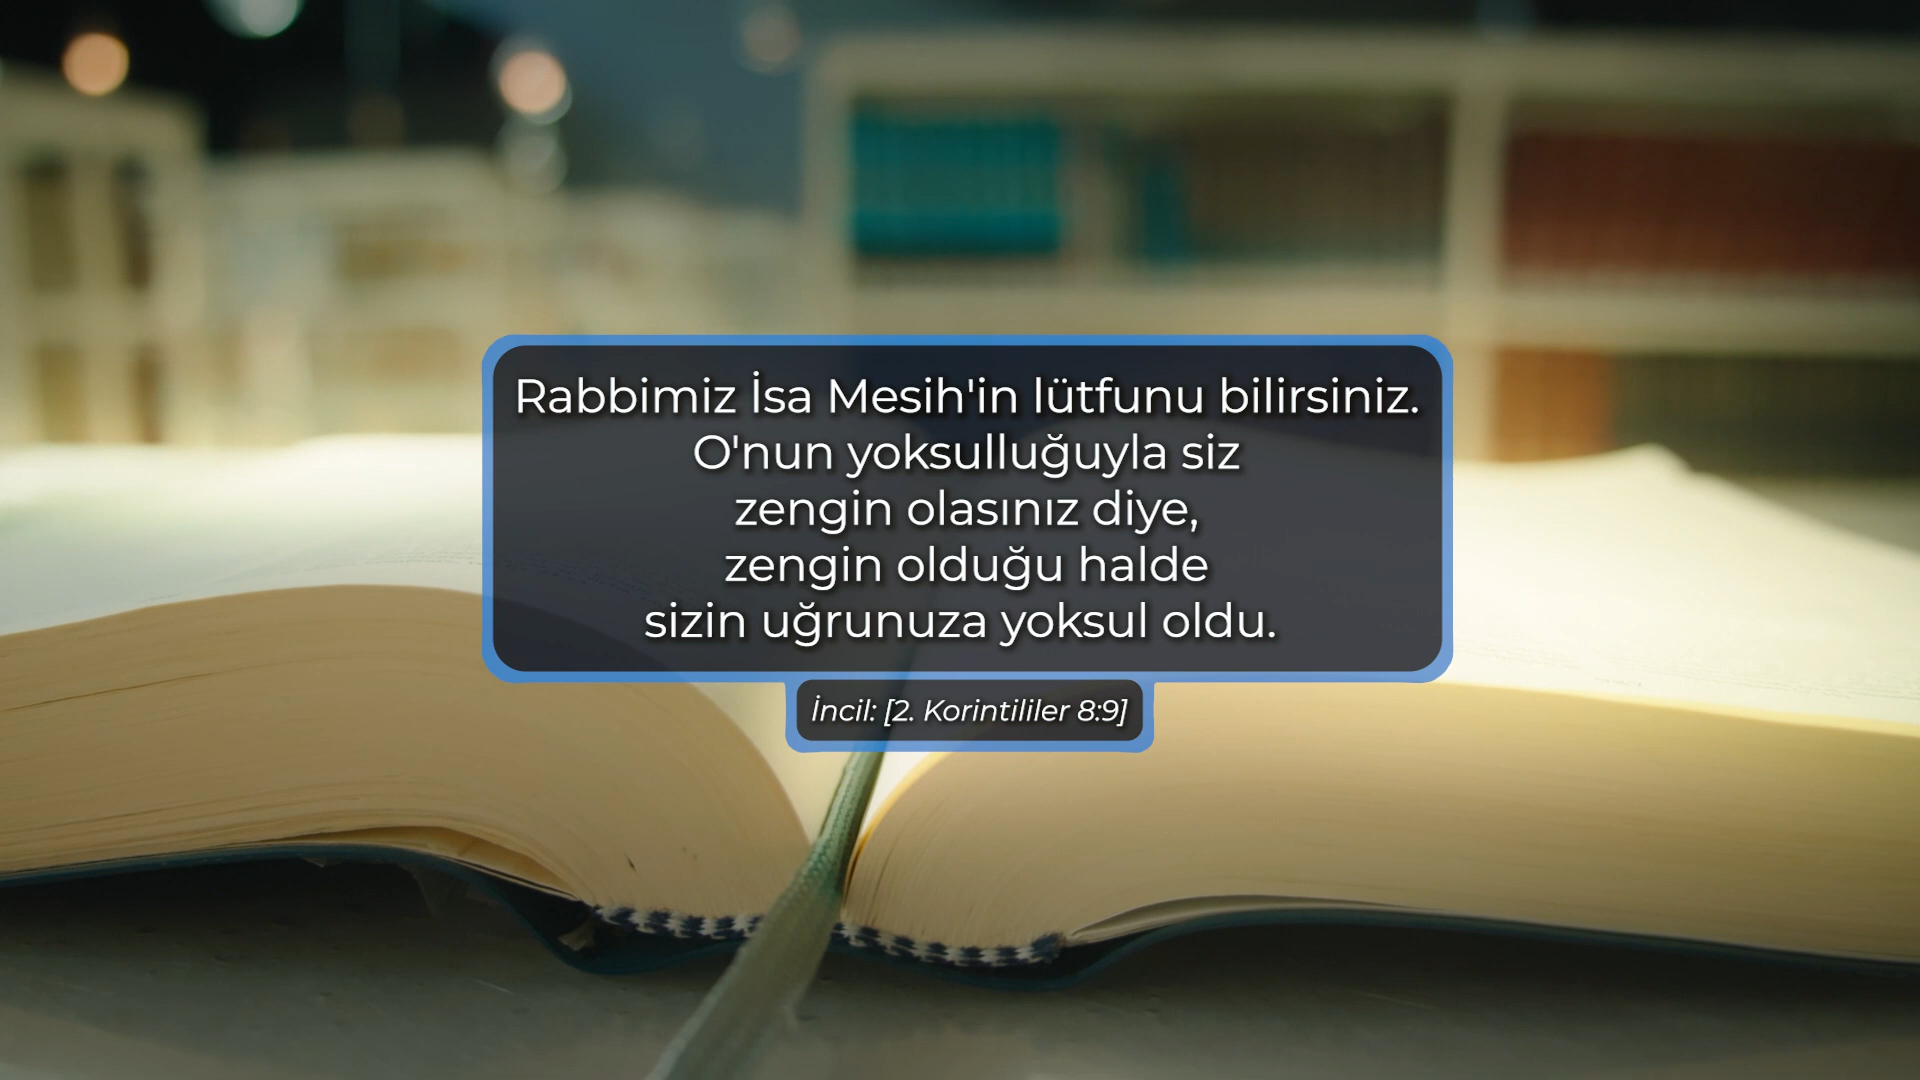 Rabbimiz İsa Mesih'in lütfunu bilirsiniz.
O'nun yoksulluğuyla siz
zengin olasınız diye,
zengin olduğu halde
sizin uğrunuza yoksul oldu.
İncil: [2. Korintililer 8:9]